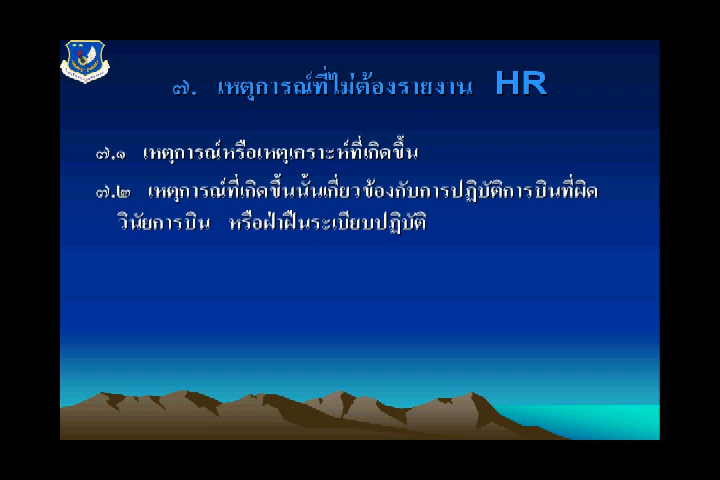 ๗. เหตุการณ์ที่ไม่ต้องรายงาน HR
๗.๑ เหตุการณ์หรือเหตุเกราะห์ที่เกิดขึ้น
๗.๒ เหตุการณ์ที่เกิดขึ้นนั้นเกี่ยวข้องกับการปฏิบัติการบินที่ผิด
วินัยการบิน หรือฝ่าฝืนระเบียบปฏิบัติ